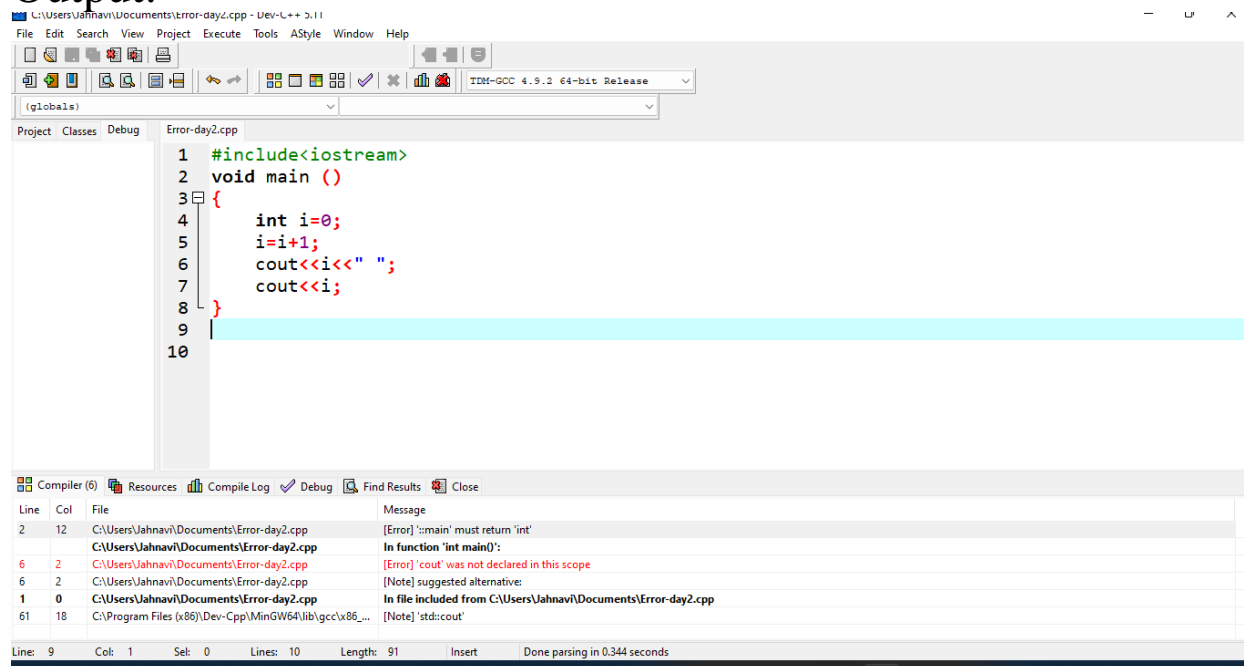 Output:
C:\Users\Jahnavi\Documents\Error-day2.cpp - Dev-C++ 5.11
File Edit Search View Project Execute Tools AStyle Window Help
TDM-GCC 4.9.2 64-bit Release
(globals)
Project Classes Debug Error-day2.cpp
1 #include<iostream>
2 void main ()
3 {
4 int i=0;
5 i=i+1;
6 cout<<i<<" ";
7 cout<<i;
8 }
9
10
Compiler (6) Resources Compile Log Debug Find Results Close
Line Col File Message
2 12 C:\Users\Jahnavi\Documents\Error-day2.cpp [Error] '::main' must return 'int'
C:\Users\Jahnavi\Documents\Error-day2.cpp In function 'int main()':
6 2 C:\Users\Jahnavi\Documents\Error-day2.cpp [Error] 'cout' was not declared in this scope
6 2 C:\Users\Jahnavi\Documents\Error-day2.cpp [Note] suggested alternative:
1 0 C:\Users\Jahnavi\Documents\Error-day2.cpp In file included from C:\Users\Jahnavi\Documents\Error-day2.cpp
61 18 C:\Program Files (x86)\Dev-Cpp\MinGW64\lib\gcc\x86_... [Note] 'std::cout'
Line: 9 Col: 1 Sel: 0 Lines: 10 Length: 91 Insert Done parsing in 0.344 seconds